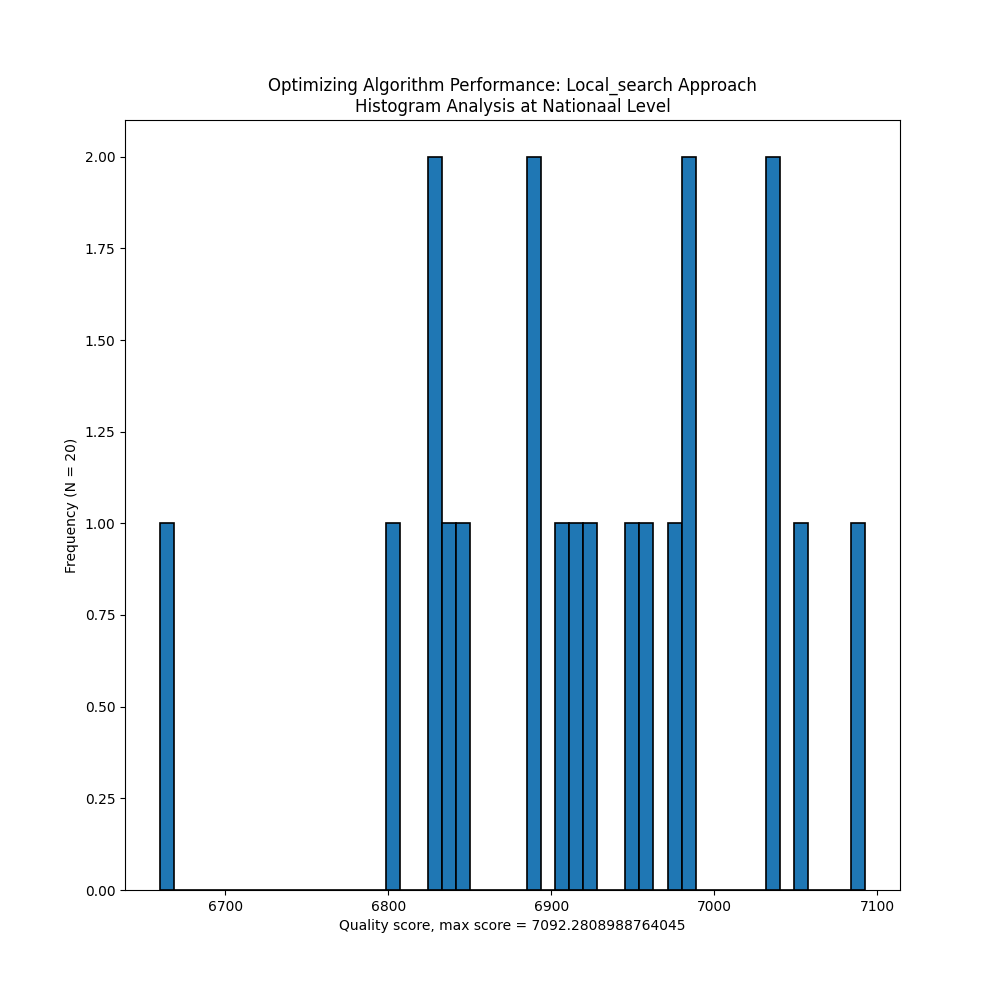 Optimizing Algorithm Performance: Local_search Approach
Histogram Analysis at Nationaal Level
2.00
1.75
1.50
1.25
1.00
0.75
0.50
0.25
0.00
Frequency (N = 20)
6700 6800 6900 7000 7100
Quality score, max score = 7092.2808988764045